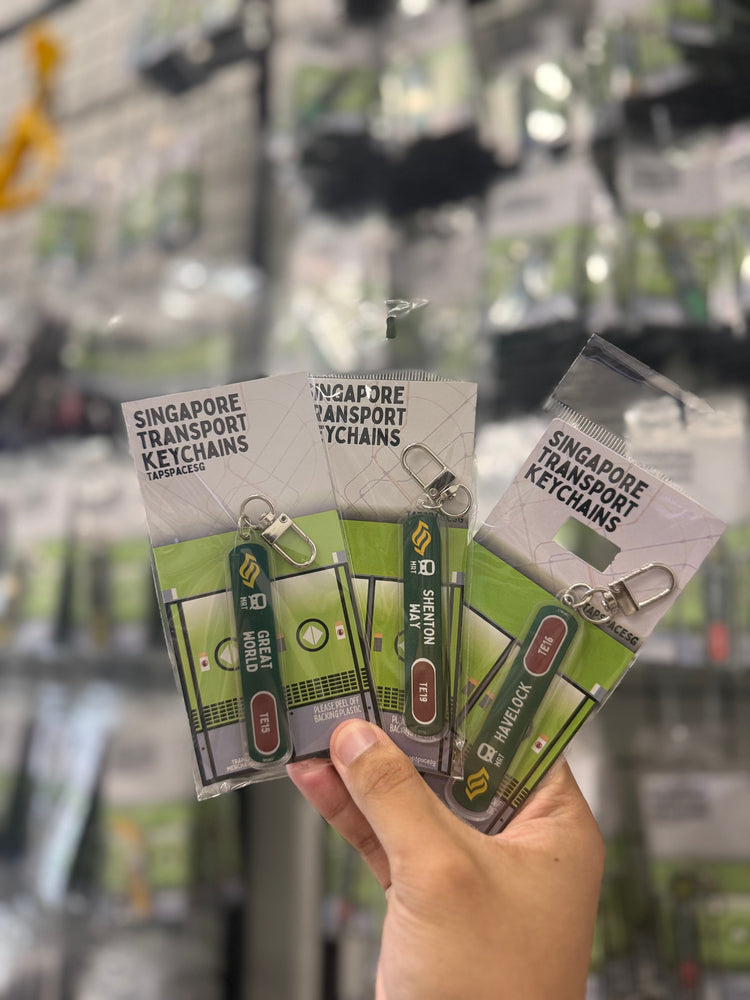 SINGAPORE
TRANSPORT
KEYCHAINS
TAPSPACESG
MRT
GREAT
WORLD
TE15
PLEASE PEEL OFF
BACKING PLASTIC
SINGAPORE
TRANSPORT
KEYCHAINS
MRT
SHENTON
WAY
TE19
SINGAPORE
TRANSPORT
KEYCHAINS
TE16
HAVELOCK
MRT